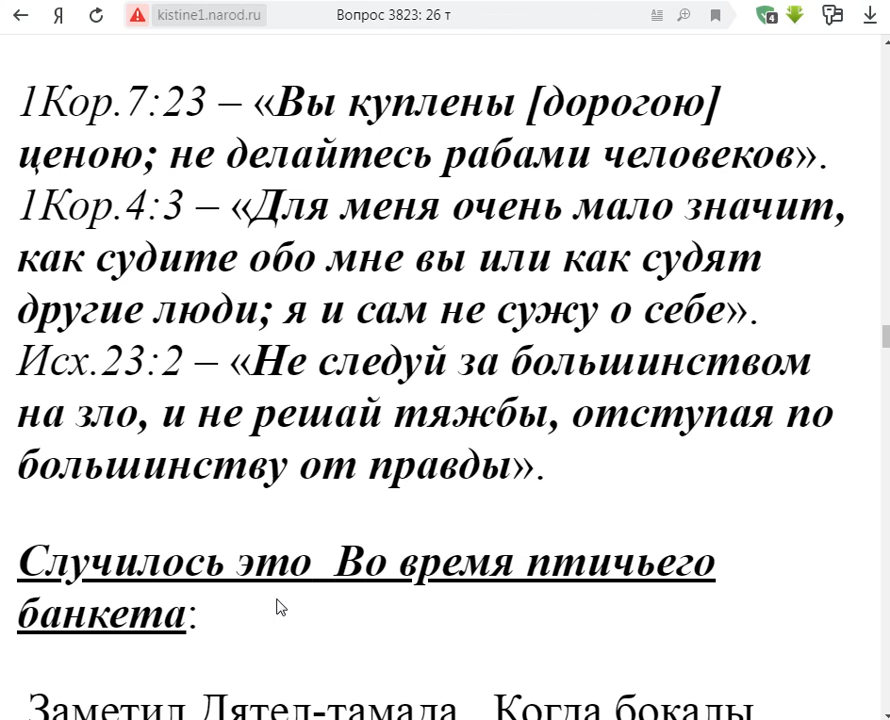 Я kistine1.narod.ru Вопрос 3823: 26 т 4
1Кор.7:23 – «Вы куплены [дорогою]
ценою; не делайтесь рабами человеков».
1Кор.4:3 – «Для меня очень мало значит,
как судите обо мне вы или как судят
другие люди; я и сам не сужу о себе».
Исх.23:2 – «Не следуй за большинством
на зло, и не решай тяжбы, отступая по
большинству от правды».
Случилось это Во время птичьего
банкета:
Заметил Дятел-тамада, Когда бокалы